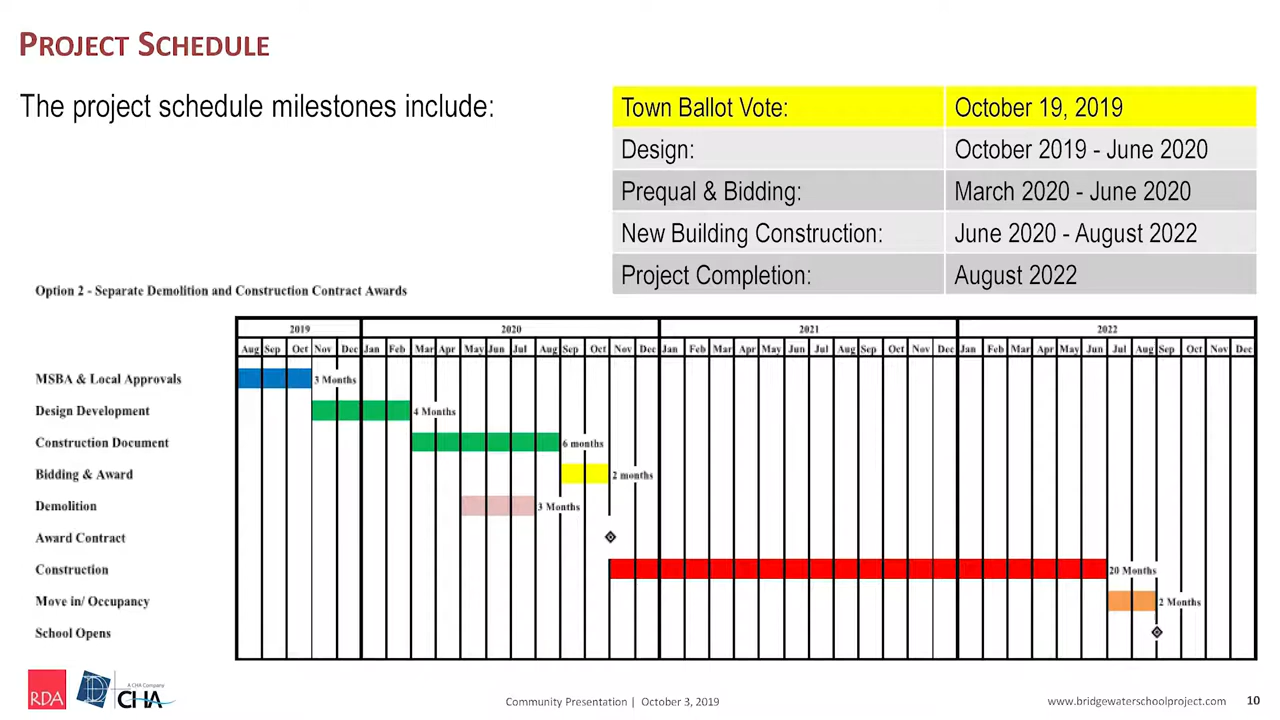 PROJECT SCHEDULE
The project schedule milestones include:
Town Ballot Vote: October 19, 2019
Design: October 2019 - June 2020
Prequal & Bidding: March 2020 - June 2020
New Building Construction: June 2020 - August 2022
Project Completion: August 2022
Option 2 - Separate Demolition and Construction Contract Awards
2019 2020 2021 2022
Aug Sep Oct Nov Dec Jan Feb Mar Apr May Jun Jul Aug Sep Oct Nov Dec Jan Feb Mar Apr May Jun Jul Aug Sep Oct Nov Dec Jan Feb Mar Apr May Jun Jul Aug Sep Oct Nov Dec
MSBA & Local Approvals 3 Months
Design Development 4 Months
Construction Document 6 months
Bidding & Award 2 months
Demolition 3 Months
Award Contract
Construction 20 Months
Move in/ Occupancy 2 Months
School Opens
RDA
A CHA Company
CHA
Community Presentation | October 3, 2019
www.bridgewaterschoolproject.com 10